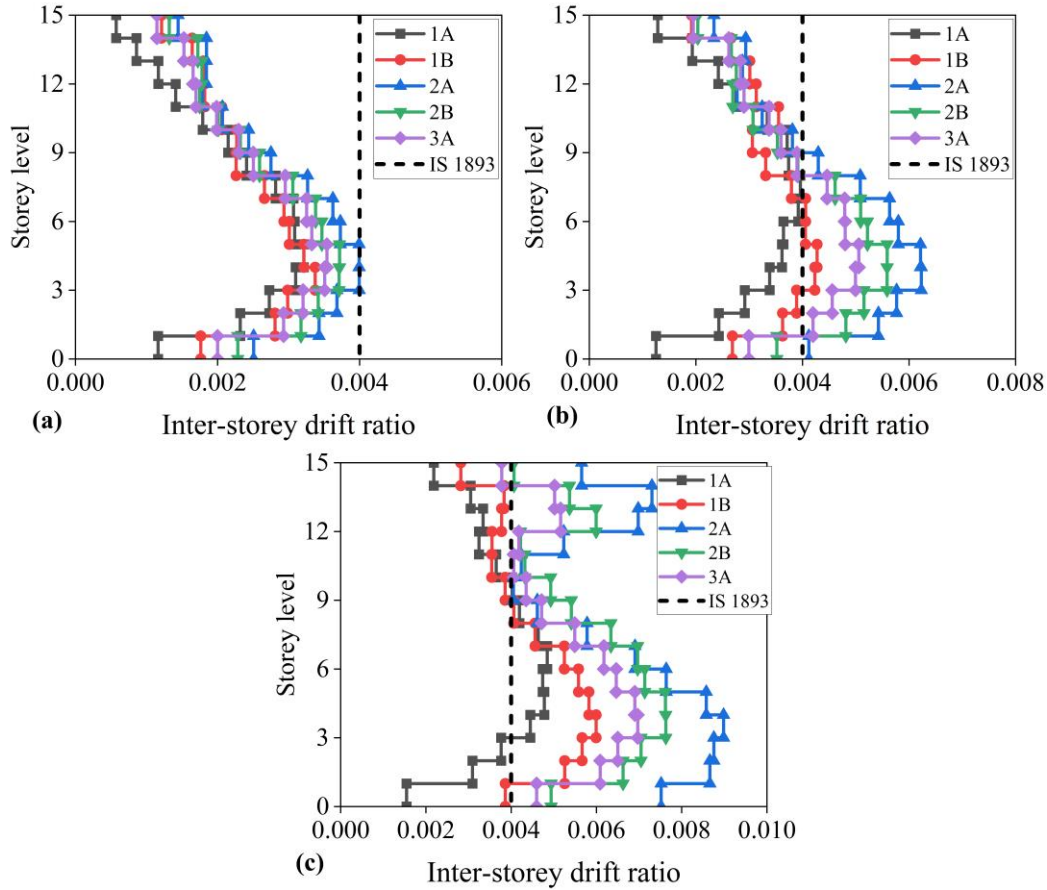 15
12
9
6
3
0
Storey level
0.000
0.002
0.004
0.006
Inter-storey drift ratio
(a)
1A
1B
2A
2B
3A
IS 1893
15
12
9
6
3
0
Storey level
0.000
0.002
0.004
0.006
0.008
Inter-storey drift ratio
(b)
1A
1B
2A
2B
3A
IS 1893
15
12
9
6
3
0
Storey level
0.000
0.002
0.004
0.006
0.008
0.010
Inter-storey drift ratio
(c)
1A
1B
2A
2B
3A
IS 1893